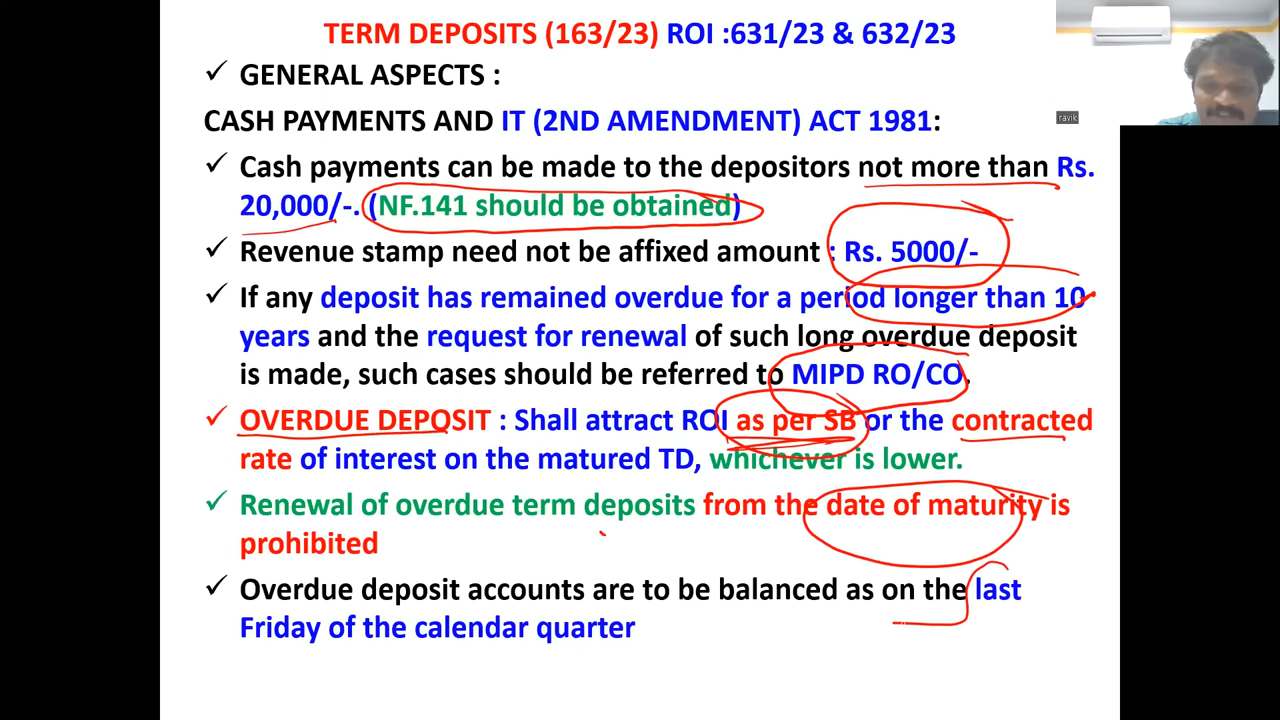 TERM DEPOSITS (163/23) ROI :631/23 & 632/23
✓ GENERAL ASPECTS :
CASH PAYMENTS AND IT (2ND AMENDMENT) ACT 1981:
✓ Cash payments can be made to the depositors not more than Rs.
20,000/-. (NF.141 should be obtained)
✓ Revenue stamp need not be affixed amount : Rs. 5000/-
✓ If any deposit has remained overdue for a period longer than 10
years and the request for renewal of such long overdue deposit
is made, such cases should be referred to MIPD RO/CO.
✓ OVERDUE DEPOSIT : Shall attract ROI as per SB or the contracted
rate of interest on the matured TD, whichever is lower.
✓ Renewal of overdue term deposits from the date of maturity is
prohibited
✓ Overdue deposit accounts are to be balanced as on the last
Friday of the calendar quarter
ravik